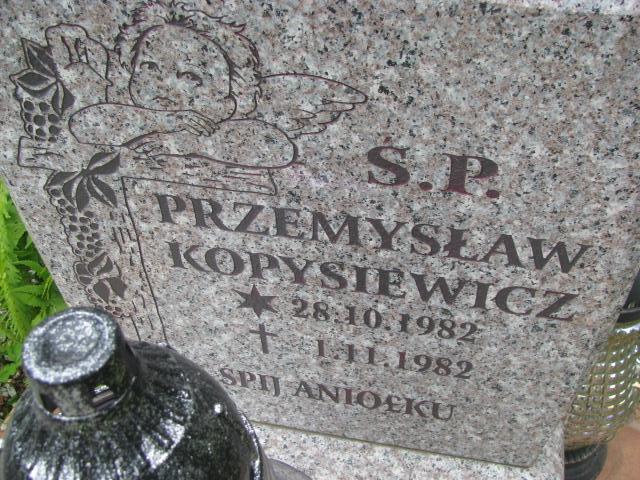 Ś.P.
PRZEMYSŁAW
KOPYSIEWICZ
28.10.1982
1.11.1982
ŚPIJ ANIOŁKU